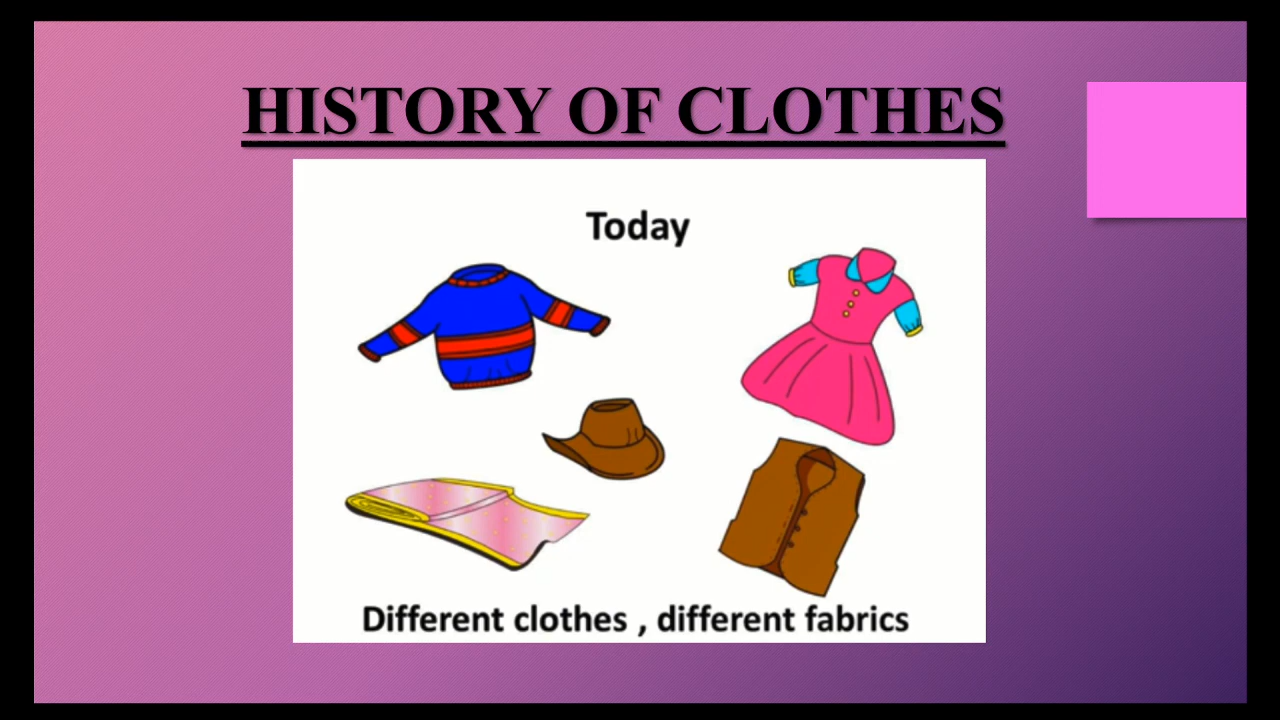 HISTORY OF CLOTHES
Today
Different clothes , different fabrics